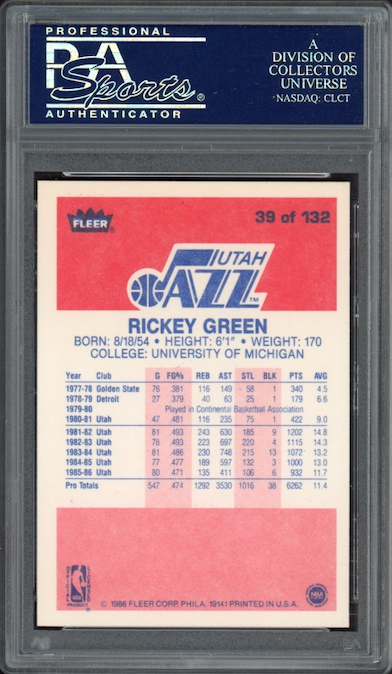 PROFESSIONAL
PSA
Sports®
AUTHENTICATOR
A
DIVISION OF
COLLECTORS
UNIVERSE
NASDAQ: CLCT
FLEER®
39 of 132
UTAH
JAZZ™
RICKEY GREEN
BORN: 8/18/54 • HEIGHT: 6'1" • WEIGHT: 170
COLLEGE: UNIVERSITY OF MICHIGAN
Year Club G FG% REB AST STL BLK PTS AVG
1977-78 Golden State 76 .381 116 149 58 1 340 4.5
1978-79 Detroit 27 .379 40 63 25 1 179 6.6
1979-80 Played in Continental Basketball Association
1980-81 Utah 47 .481 116 235 75 1 422 9.0
1981-82 Utah 81 .493 243 630 185 9 1202 14.8
1982-83 Utah 78 .493 223 697 220 4 1115 14.3
1983-84 Utah 81 .486 230 748 215 13 1072 13.2
1984-85 Utah 77 .477 189 597 132 3 1000 13.0
1985-86 Utah 80 .471 135 411 106 6 932 11.7
Pro Totals 547 .474 1292 3530 1016 38 6262 11.4
OFFICIAL
NBA
PRODUCT
© 1986 FLEER CORP. PHILA. 19141 PRINTED IN U.S.A.
NBA